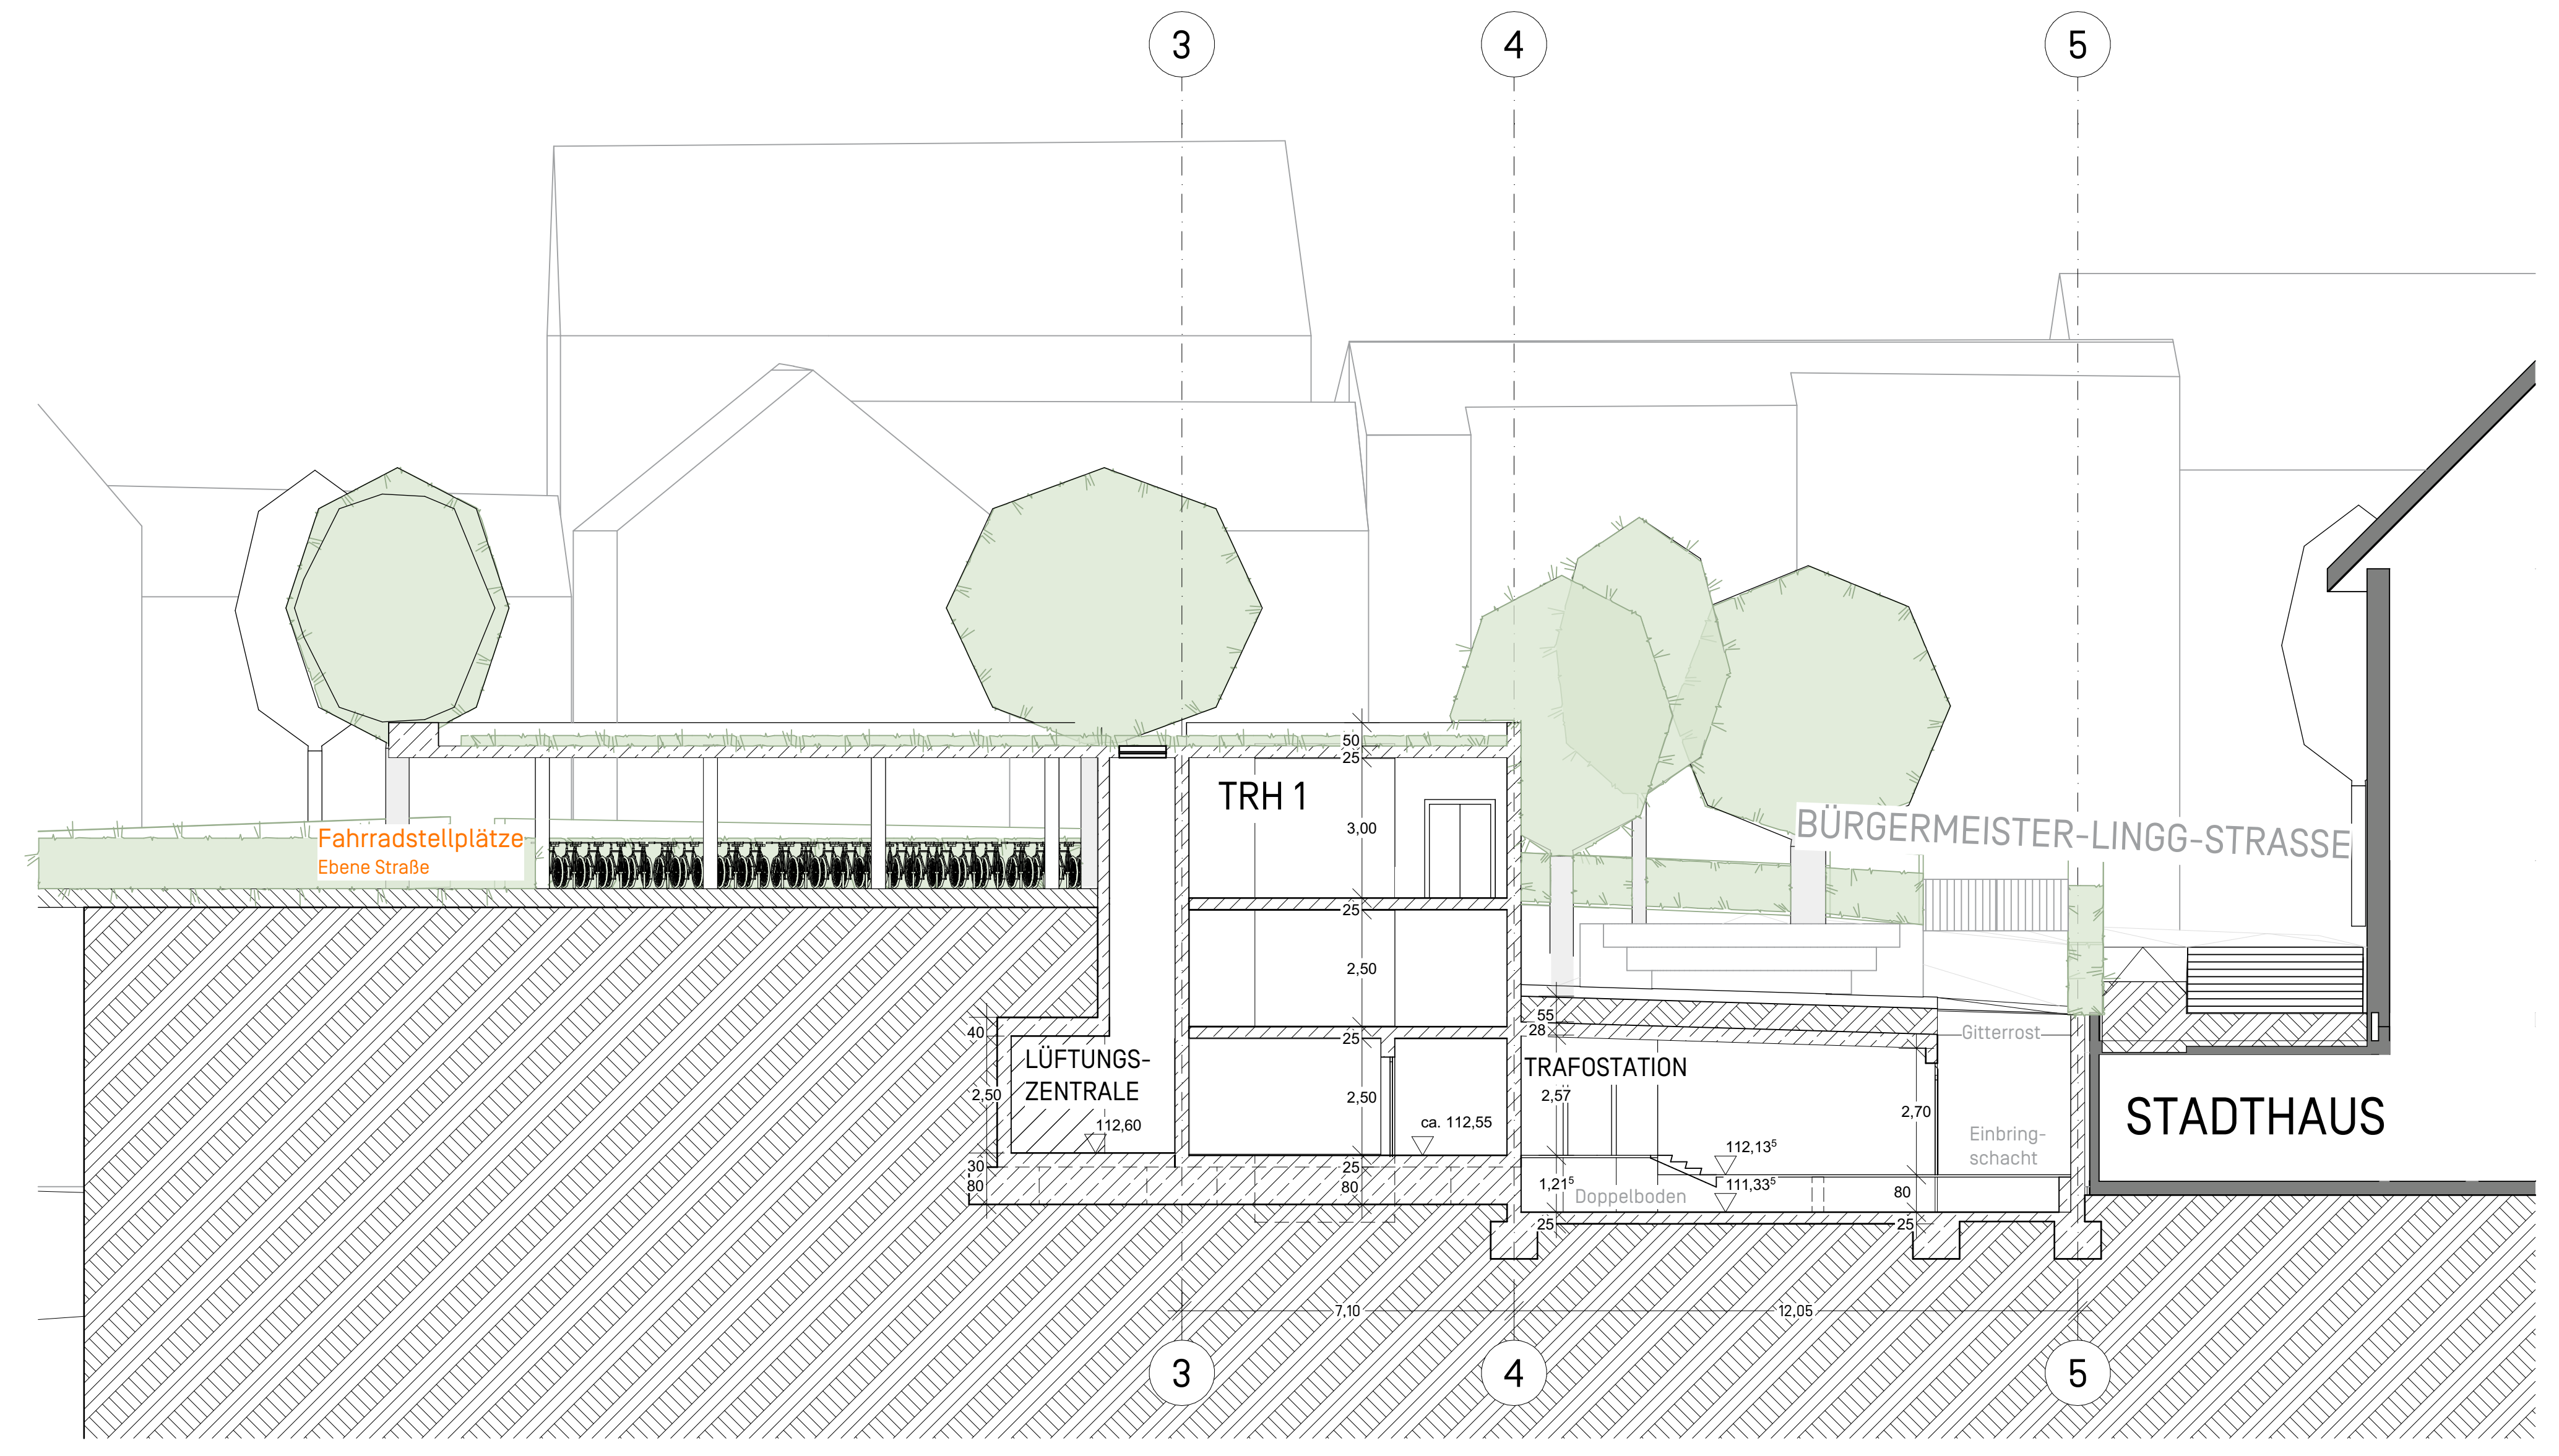 3
4
5
50
25
TRH 1
3,00
Fahrradstellplätze
Ebene Straße
BÜRGERMEISTER-LINGG-STRASSE
25
2,50
55
28
40
25
Gitterrost
LÜFTUNGS-
ZENTRALE
TRAFOSTATION
2,50
2,50
2,57
2,70
112,60
ca. 112,55
STADTHAUS
Einbring-
schacht
112,13⁵
30
25
80
80
1,21⁵
Doppelboden
111,33⁵
80
25
25
7,10
12,05
3
4
5